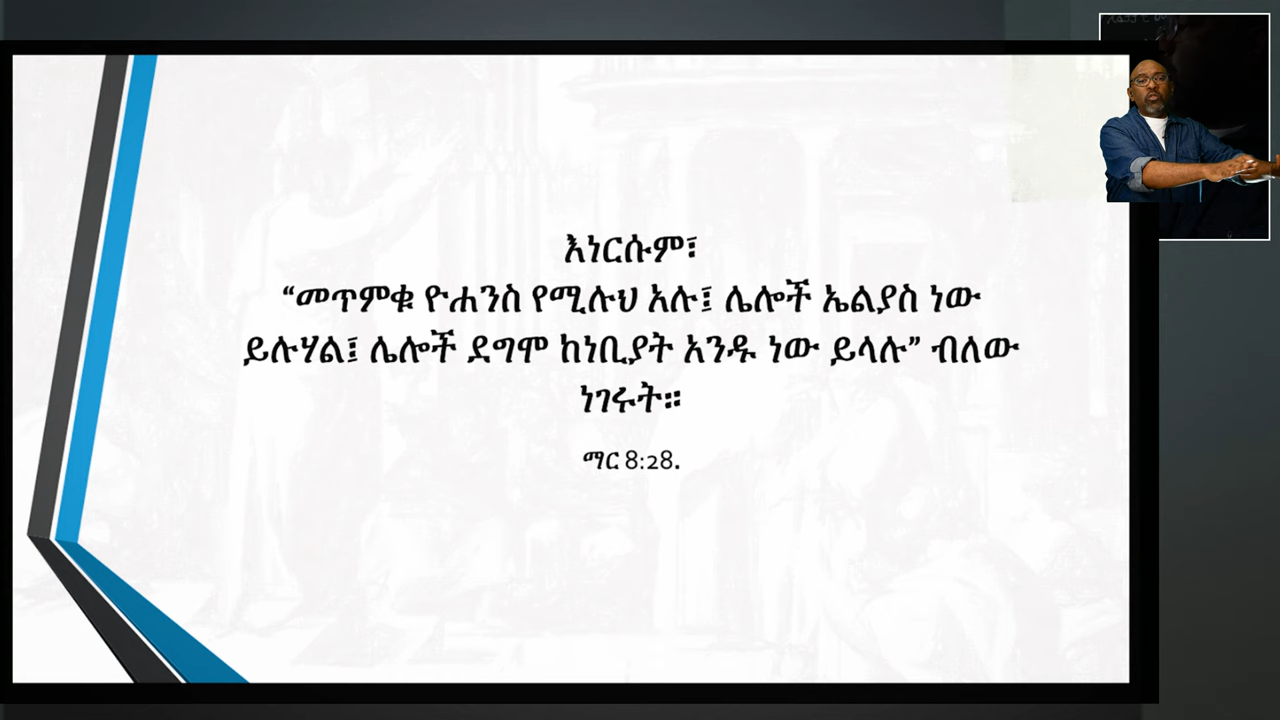 እነርሱም፣
“መጥምቁ ዮሐንስ የሚሉህ አሉ፤ ሌሎች ኤልያስ ነው
ይሉሃል፤ ሌሎች ደግሞ ከነቢያት አንዱ ነው ይላሉ” ብለው
ነገሩት።
ማር 8:28.